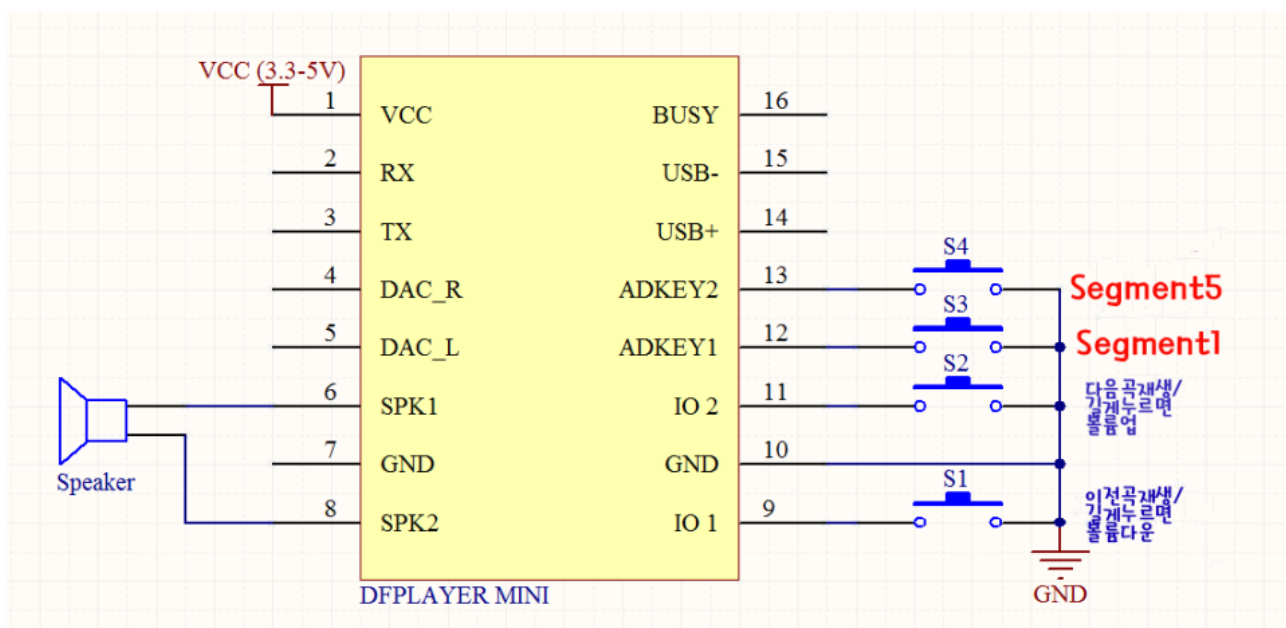 VCC (3.3-5V)
1 VCC BUSY 16
2 RX USB- 15
3 TX USB+ 14
S4
4 DAC_R ADKEY2 13 Segment5
S3
5 DAC_L ADKEY1 12 Segment1
S2
6 SPK1 IO 2 11
다음곡재생/
길게누르면
볼륨업
Speaker
7 GND GND 10
S1
8 SPK2 IO 1 9
이전곡재생/
길게누르면
볼륨다운
DFPLAYER MINI
GND